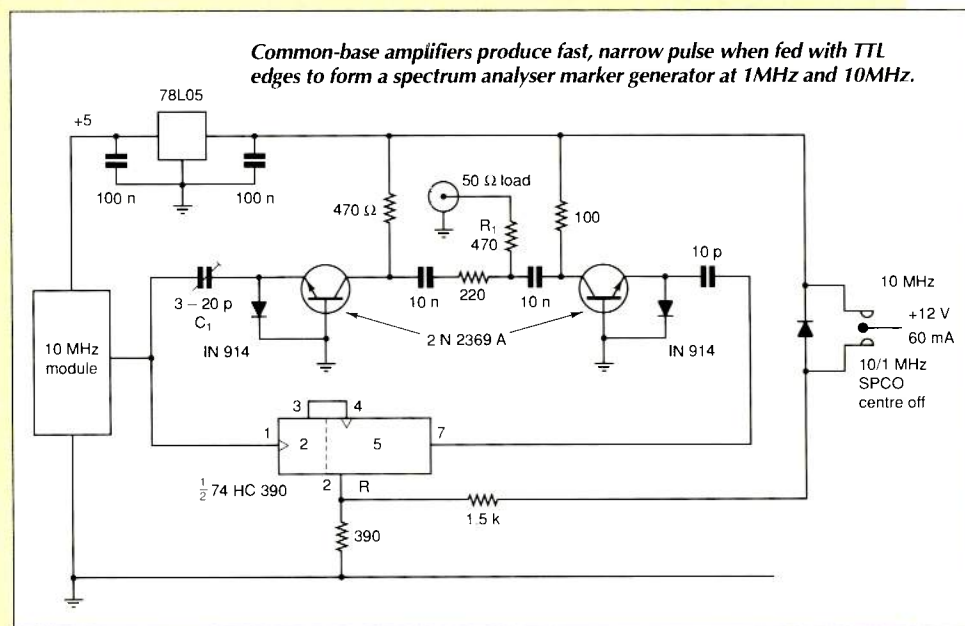 Common-base amplifiers produce fast, narrow pulse when fed with TTL
edges to form a spectrum analyser marker generator at 1MHz and 10MHz.
78L05
+5
100 n
100 n
470 Ω
50 Ω load
R1
470
100
10 p
3 – 20 p
C1
10 n
220
10 n
IN 914
2 N 2369 A
IN 914
10 MHz
+12 V
60 mA
10/1 MHz
SPCO
centre off
10 MHz
module
3
4
1
2
5
7
½ 74 HC 390
2
R
1.5 k
390